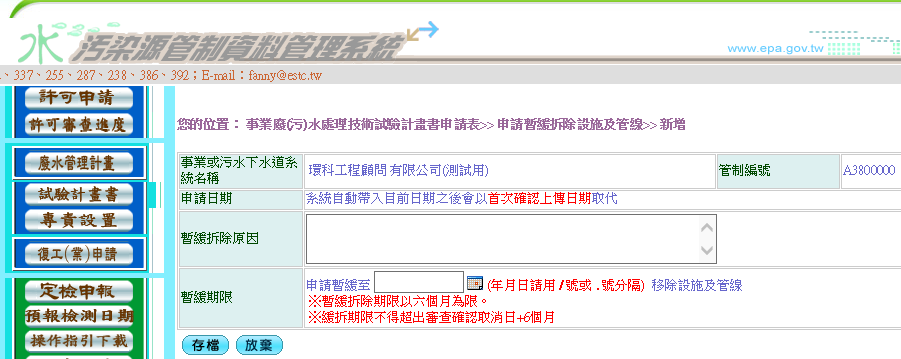 水污染源管制資料管理系統
www.epa.gov.tw
、337、255、287、238、386、392；E-mail：fanny@estc.tw
許可申請
許可審查進度
廢水管理計畫
試驗計畫書
專責設置
復工(業)申請
定檢申報
預報檢測日期
操作指引下載
您的位置： 事業廢(污)水處理技術試驗計畫書申請表>> 申請暫緩拆除設施及管線>> 新增
事業或污水下水道系統名稱 環科工程顧問有限公司(測試用) 管制編號 A3800000
申請日期 系統自動帶入目前日期之後會以首次確認上傳日期取代
暫緩拆除原因
暫緩期限 申請暫緩至 (年月日請用 / 號或 . 號分隔) 移除設施及管線
※暫緩拆除期限以六個月為限。
※緩拆期限不得超出審查確認取消日+6個月
存檔 放棄